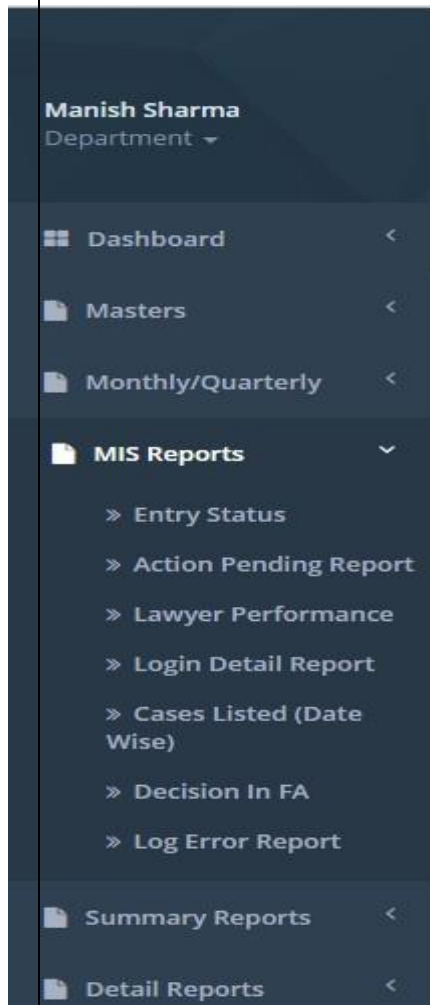 Manish Sharma
Department
Dashboard
Masters
Monthly/Quarterly
MIS Reports
» Entry Status
» Action Pending Report
» Lawyer Performance
» Login Detail Report
» Cases Listed (Date
Wise)
» Decision In FA
» Log Error Report
Summary Reports
Detail Reports